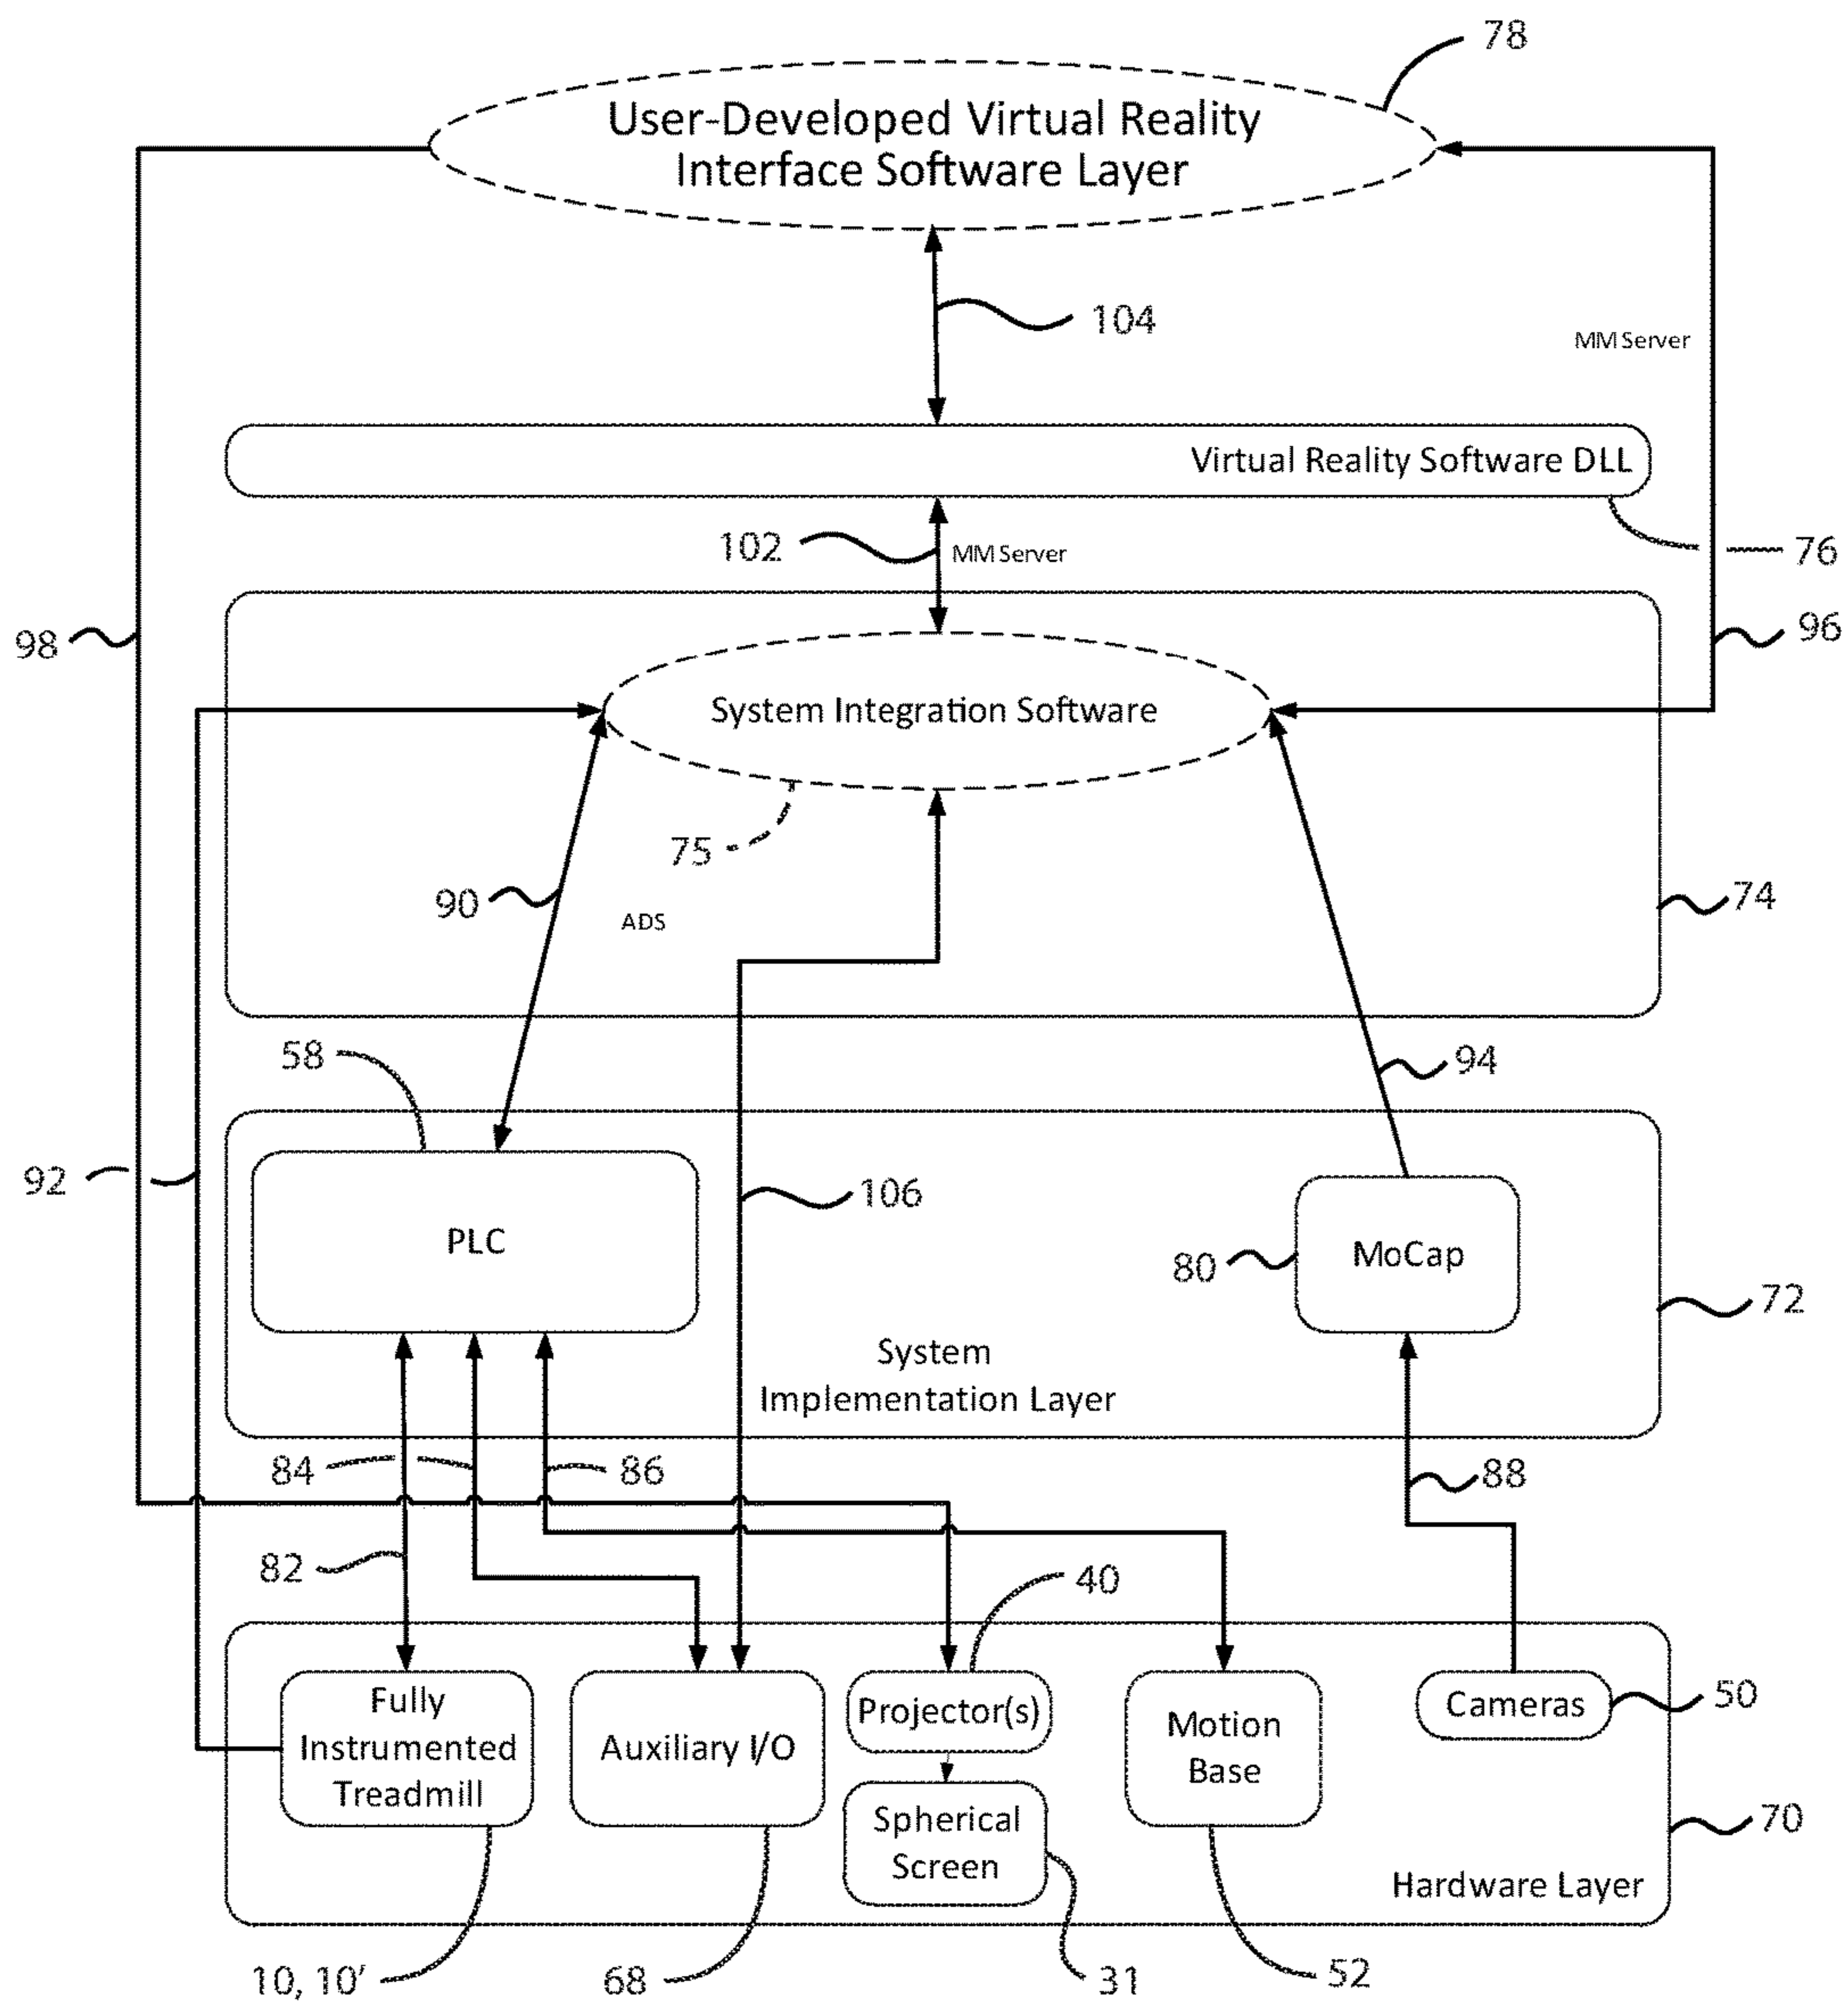 78
User-Developed Virtual Reality
Interface Software Layer
104
MM Server
Virtual Reality Software DLL
102
MM Server
76
98
96
System Integration Software
75
90
ADS
74
58
94
92
106
PLC
80
MoCap
72
System
Implementation Layer
84
86
88
82
40
Fully
Instrumented
Treadmill
Auxiliary I/O
Projector(s)
Spherical
Screen
Motion
Base
Cameras
50
70
Hardware Layer
10, 10'
68
31
52